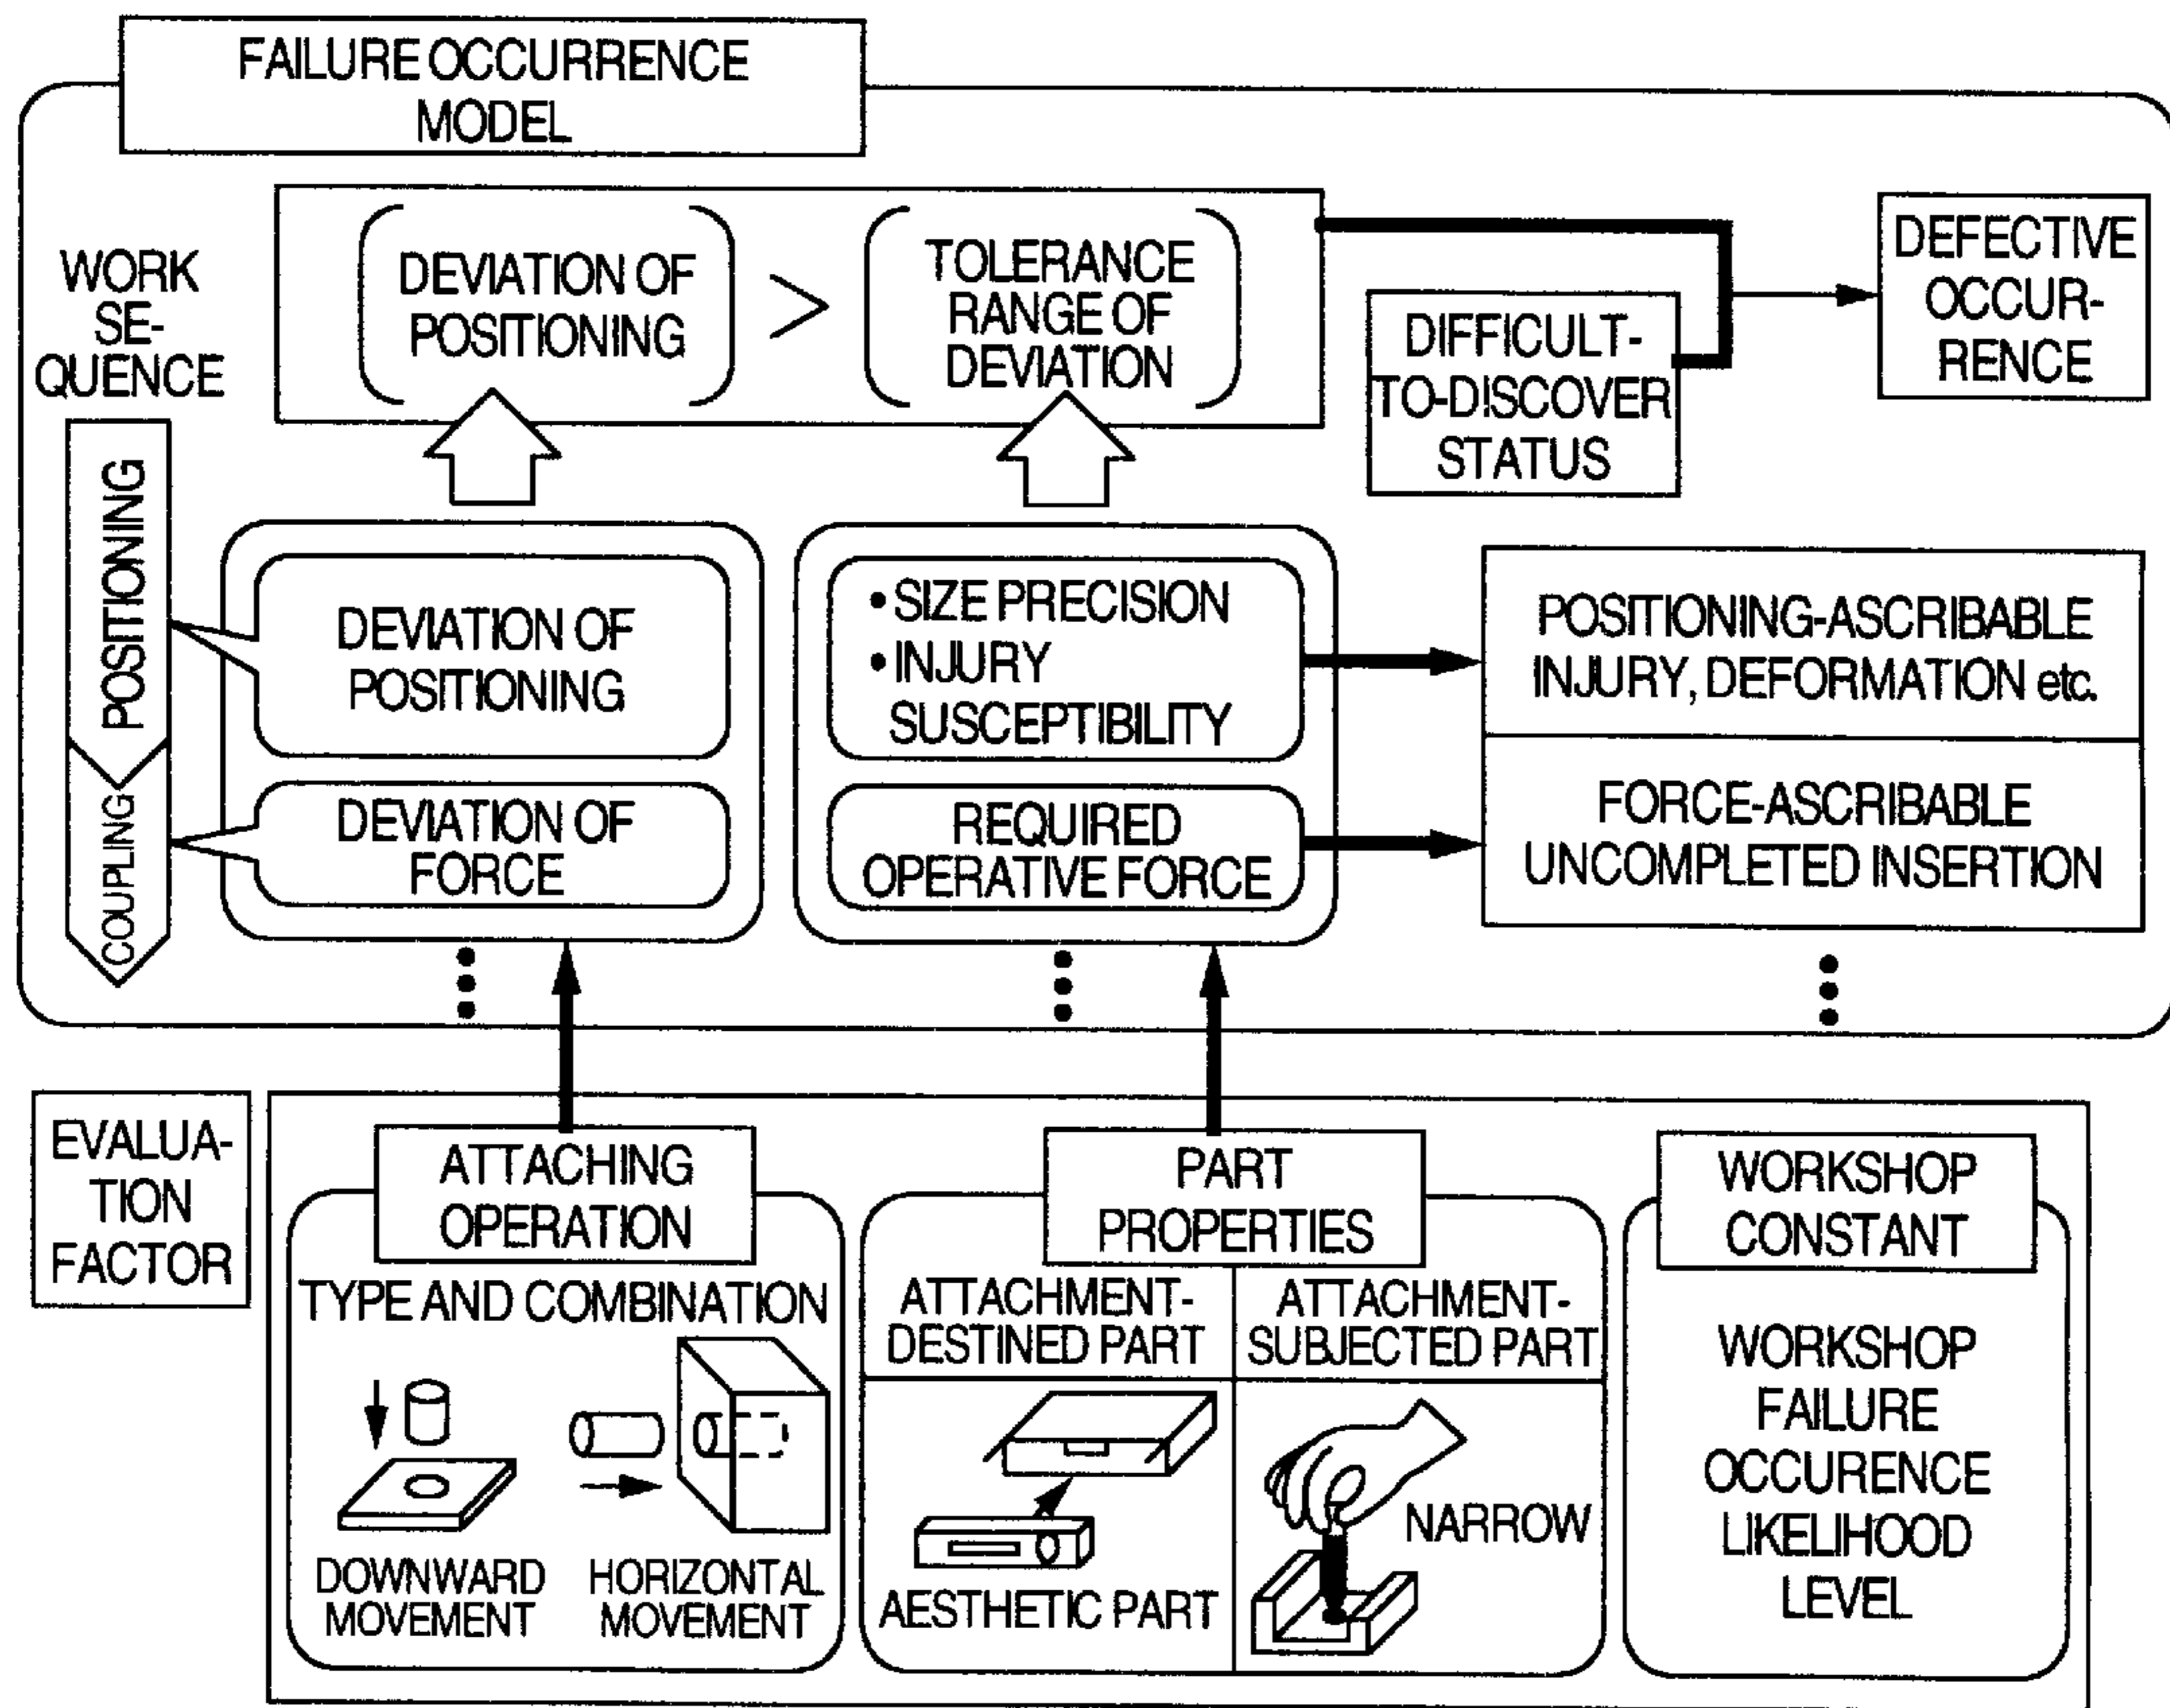 FAILURE OCCURRENCE
MODEL
WORK
SE-
QUENCE
DEVIATION OF
POSITIONING
>
TOLERANCE
RANGE OF
DEVIATION
DIFFICULT-
TO-DISCOVER
STATUS
DEFECTIVE
OCCUR-
RENCE
POSITIONING
COUPLING
DEVIATION OF
POSITIONING
DEVIATION OF
FORCE
• SIZE PRECISION
• INJURY
SUSCEPTIBILITY
REQUIRED
OPERATIVE FORCE
POSITIONING-ASCRIBABLE
INJURY, DEFORMATION etc.
FORCE-ASCRIBABLE
UNCOMPLETED INSERTION
EVALUA-
TION
FACTOR
ATTACHING
OPERATION
TYPE AND COMBINATION
DOWNWARD
MOVEMENT
HORIZONTAL
MOVEMENT
PART
PROPERTIES
ATTACHMENT-
DESTINED PART
AESTHETIC PART
ATTACHMENT-
SUBJECTED PART
NARROW
WORKSHOP
CONSTANT
WORKSHOP
FAILURE
OCCURENCE
LIKELIHOOD
LEVEL